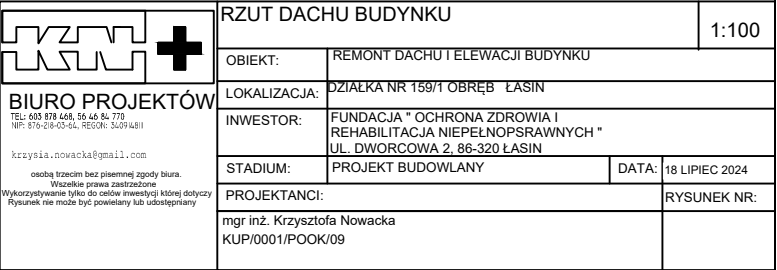 RZUT DACHU BUDYNKU
1:100
KN+
BIURO PROJEKTÓW
TEL: 603 878 468, 56 46 84 770
NIP: 876-218-03-64, REGON:
krzysia.nowacka@gmail.com
osobą trzecim bez pisemnej zgody biura.
Wszelkie prawa zastrzeżone
Wykorzystywanie tylko do celów inwestycji której dotyczy
Rysunek nie może być powielany lub udostępniany
OBIEKT: REMONT DACHU I ELEWACJI BUDYNKU
LOKALIZACJA: DZIAŁKA NR 159/1 OBRĘB ŁASIN
INWESTOR: FUNDACJA " OCHRONA ZDROWIA I
REHABILITACJA NIEPEŁNOPSRAWNYCH "
UL. DWORCOWA 2, 86-320 ŁASIN
STADIUM: PROJEKT BUDOWLANY DATA: 18 LIPIEC 2024
PROJEKTANCI: RYSUNEK NR:
mgr inż. Krzysztofa Nowacka
KUP/0001/POOK/09